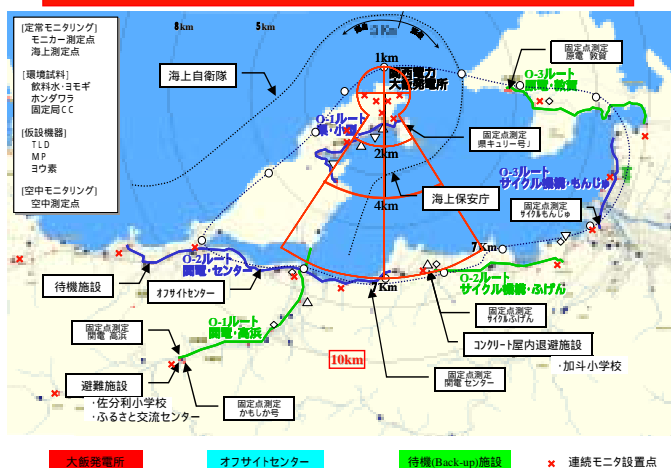 [定常モニタリング]
モニカー測定点
海上測定点
[環境試料]
飲料水・ヨモギ
ホンダワラ
固定局CC
[仮設機器]
TLD
MP
ヨウ素
[空中モニタリング]
空中測定点
8km
5km
海上自衛隊
1km
大飯発電所
固定点測定
原電 敦賀
O-3ルート
原電・敦賀
O-1ルート
県・小型
固定点測定
県キュリー号」
2km
O-3ルート
サイクル機構・もんじゅ
海上保安庁
4km
固定点測定
サイクルもんじゅ
7Km
O-2ルート
関電・センター
待機施設
オフサイトセンター
7Km
O-2ルート
サイクル機構・ふげん
O-1ルート
関電・高浜
固定点測定
サイクルふげん
固定点測定
関電 高浜
コンクリート屋内退避施設
・加斗小学校
10km
固定点測定
関電 センター
避難施設
・佐分利小学校
・ふるさと交流センター
固定点測定
かもしか号
大飯発電所
オフサイトセンター
待機(Back-up)施設
× 連続モニタ設置点